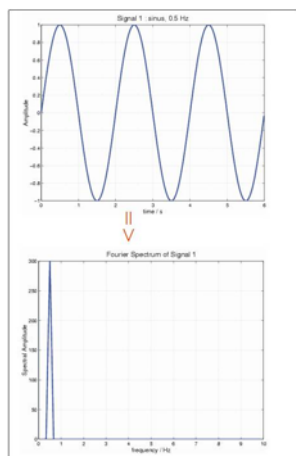 Signal 1 : sinus, 0.5 Hz
1
0.8
0.6
0.4
0.2
0
-0.2
-0.4
-0.6
-0.8
-1
Amplitude
0 1 2 3 4 5 6
time / s
Fourier Spectrum of Signal 1
300
250
200
150
100
50
0
Spectral Amplitude
0 1 2 3 4 5 6 7 8 9 10
frequency / Hz